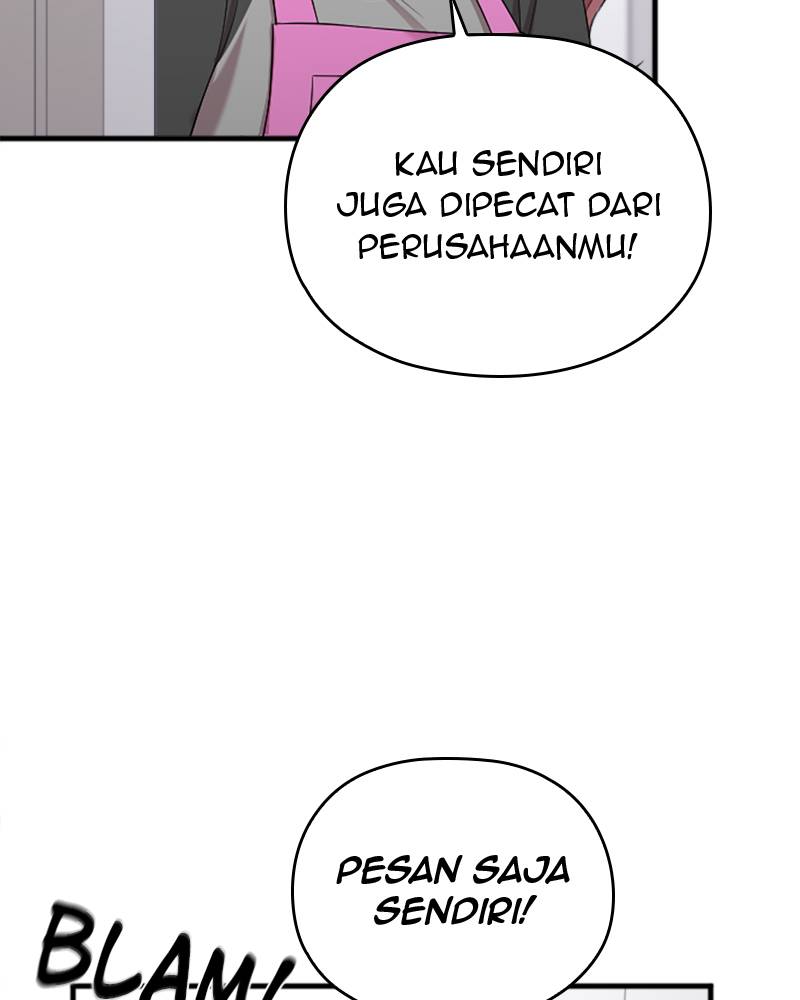 KAU SENDIRI
JUGA DIPECAT DARI
PERUSAHAANMU!
PESAN SAJA
SENDIRI!
BLAM!